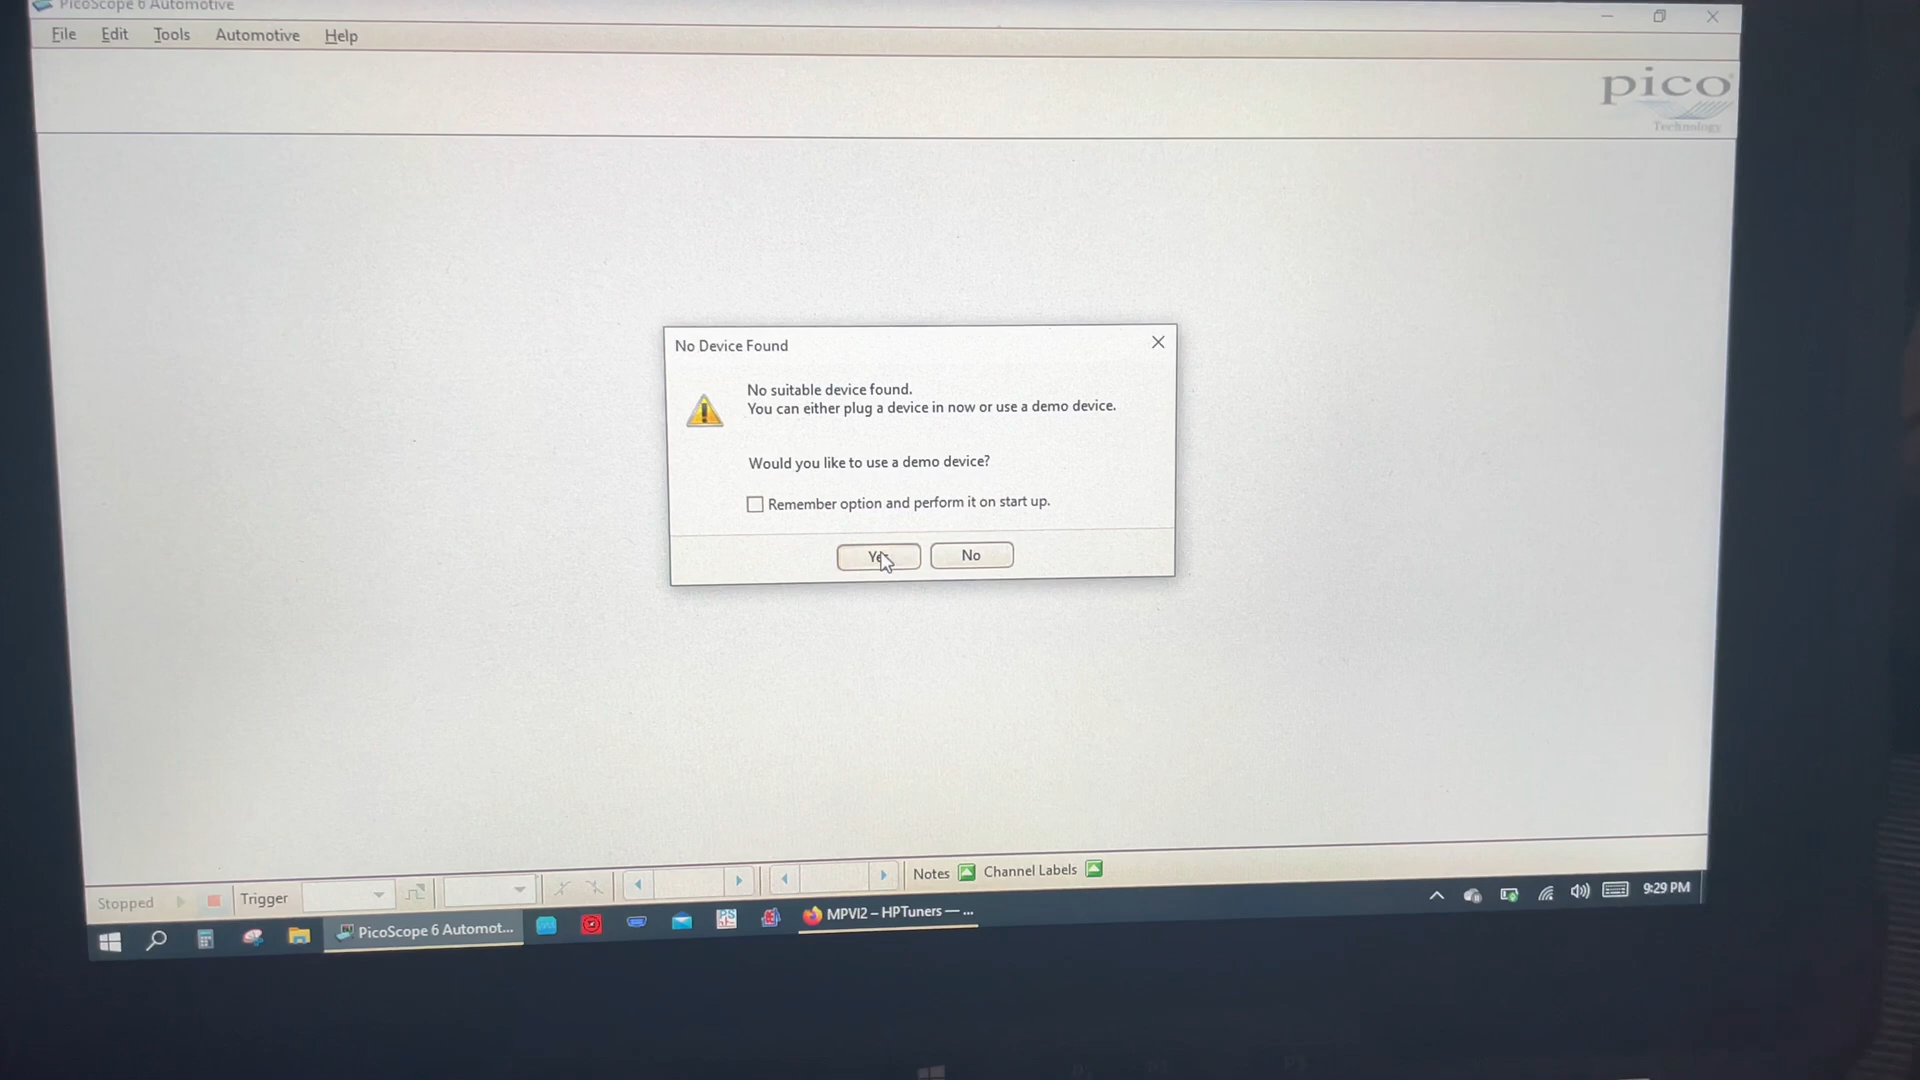 PicoScope 6 Automotive
File Edit Tools Automotive Help
pico
Technology
No Device Found
No suitable device found.
You can either plug a device in now or use a demo device.
Would you like to use a demo device?
Remember option and perform it on start up.
Yes No
Stopped Trigger Notes Channel Labels
PicoScope 6 Automot... MPVI2 – HPTuners — ... 9:29 PM